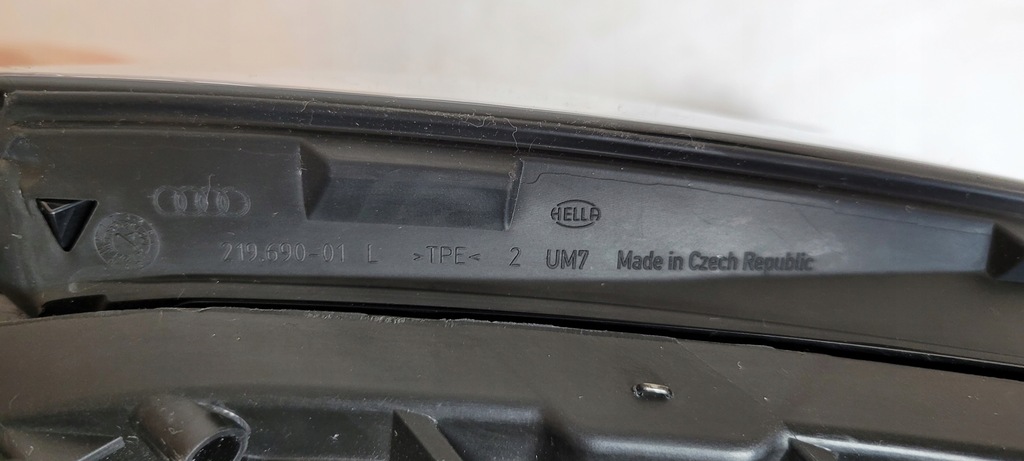 HELLA
219.690-01 L >TPE< 2 UM7 Made in Czech Republic